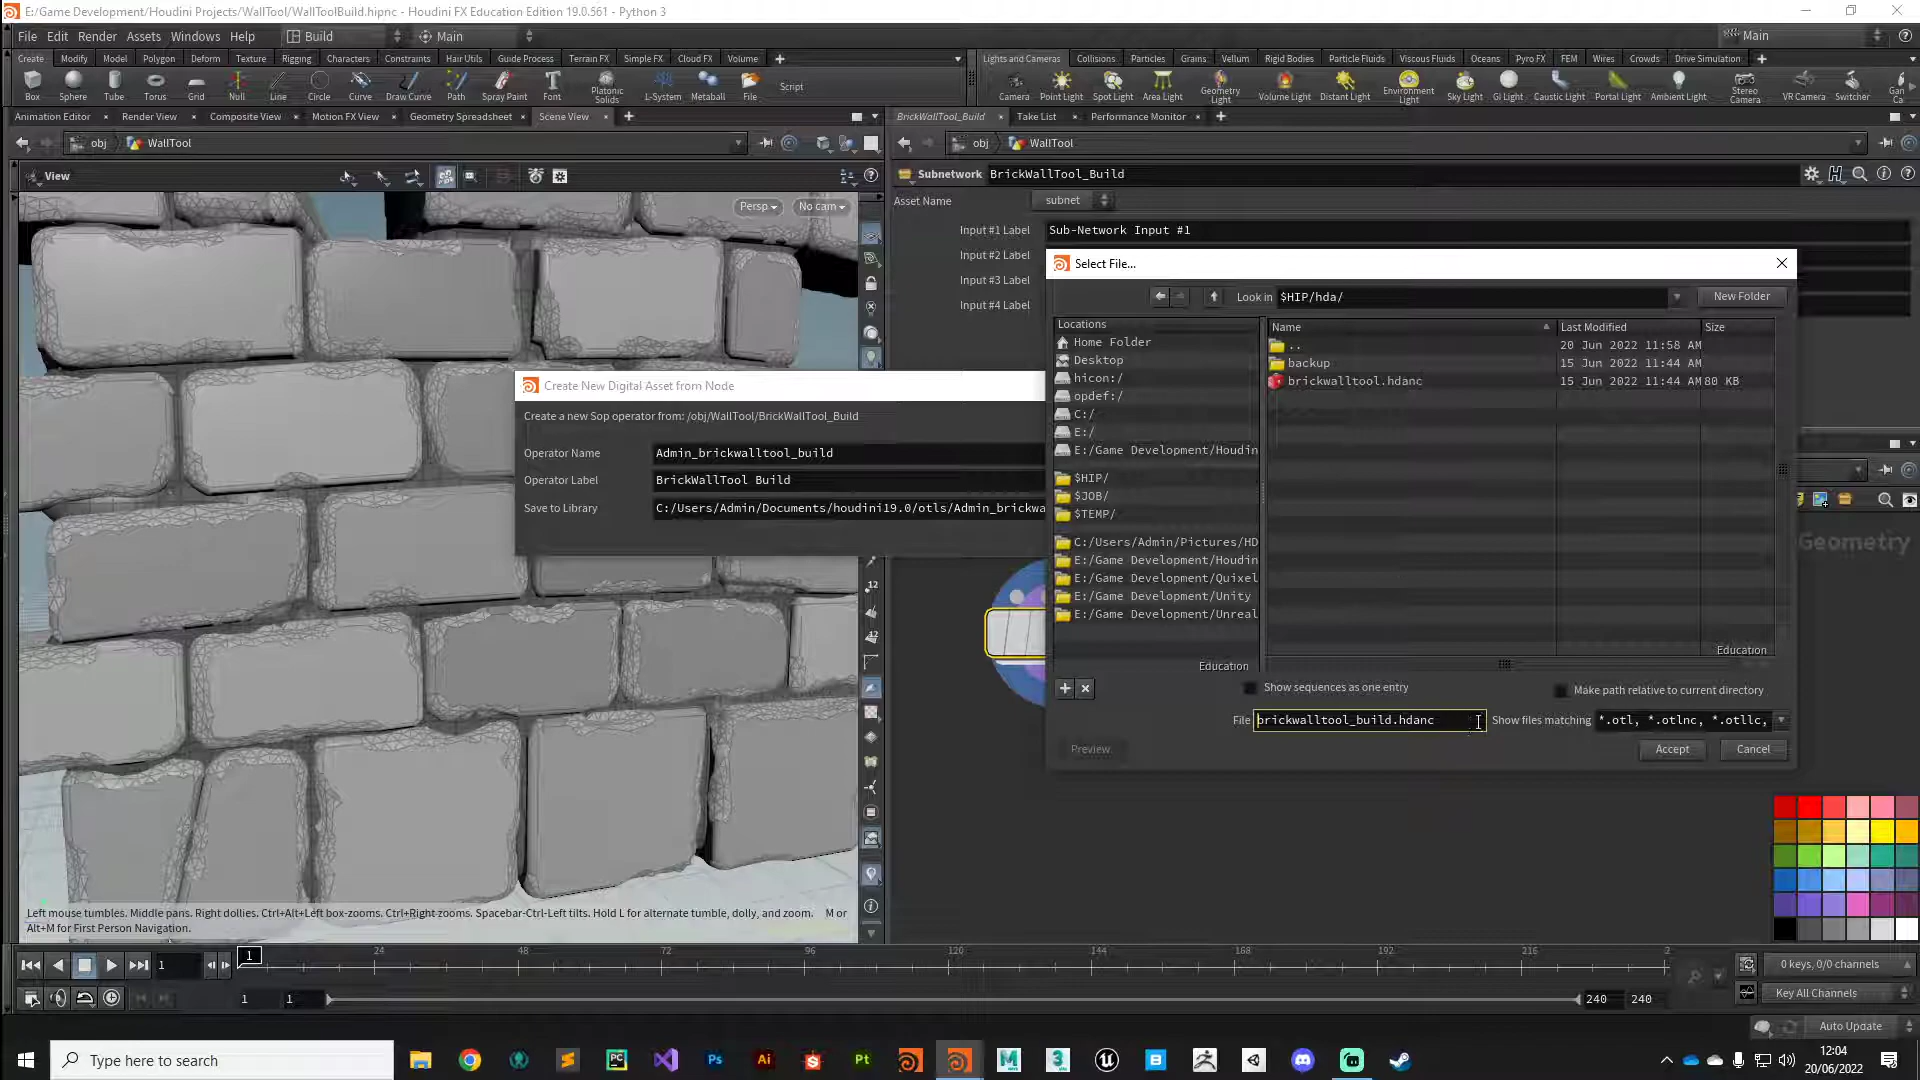 E:/Game Development/Houdini Projects/WallTool/WallToolBuild.hipnc - Houdini FX Education Edition 19.0.561 - Python 3
File Edit Render Assets Windows Help Build Main Main
Create Modify Model Polygon Deform Texture Rigging Characters Constraints Hair Utils Guide Process Terrain FX Simple FX Cloud FX Volume
Lights and Cameras Collisions Particles Grains Vellum Rigid Bodies Particle Fluids Viscous Fluids Oceans Pyro FX FEM Wires Crowds Drive Simulation
Box Sphere Tube Torus Grid Null Line Circle Curve Draw Curve Path Spray Paint Font Platonic Solids L-System Metaball File Script
Camera Point Light Spot Light Area Light Geometry Light Volume Light Distant Light Environment Light Sky Light GI Light Caustic Light Portal Light Ambient Light Stereo Camera VR Camera Switcher
Animation Editor Render View Composite View Motion FX View Geometry Spreadsheet Scene View
BrickWallTool_Build Take List Performance Monitor
obj WallTool
obj WallTool
View
Subnetwork BrickWallTool_Build
Asset Name subnet
Persp No cam
Input #1 Label Sub-Network Input #1
Input #2 Label
Input #3 Label
Input #4 Label
Select File...
Look in $HIP/hda/ New Folder
Locations
Home Folder
Desktop
hicon:/
opdef:/
C:/
E:/
E:/Game Development/Houdin
$HIP/
$JOB/
$TEMP/
C:/Users/Admin/Pictures/HD
E:/Game Development/Houdin
E:/Game Development/Quixel
E:/Game Development/Unity
E:/Game Development/Unreal
Education
Name Last Modified Size
.. 20 Jun 2022 11:58 AM
backup 15 Jun 2022 11:44 AM
brickwalltool.hdanc 15 Jun 2022 11:44 AM 80 KB
Education
Show sequences as one entry Make path relative to current directory
File brickwalltool_build.hdanc Show files matching *.otl, *.otlnc, *.otllc,
Preview Accept Cancel
Create New Digital Asset from Node
Create a new Sop operator from: /obj/WallTool/BrickWallTool_Build
Operator Name Admin_brickwalltool_build
Operator Label BrickWallTool Build
Save to Library C:/Users/Admin/Documents/houdini19.0/otls/Admin_brickwa
Geometry
12
12
Left mouse tumbles. Middle pans. Right dollies. Ctrl+Alt+Left box-zooms. Ctrl+Right zooms. Spacebar-Ctrl-Left tilts. Hold L for alternate tumble, dolly, and zoom. M or
Alt+M for First Person Navigation.
1 1 24 48 72 96 120 144 168 192 216 2
0 keys, 0/0 channels
1 1 240 240
Key All Channels
Auto Update
Type here to search
PC Ps Ai Pt M 3
12:04
20/06/2022